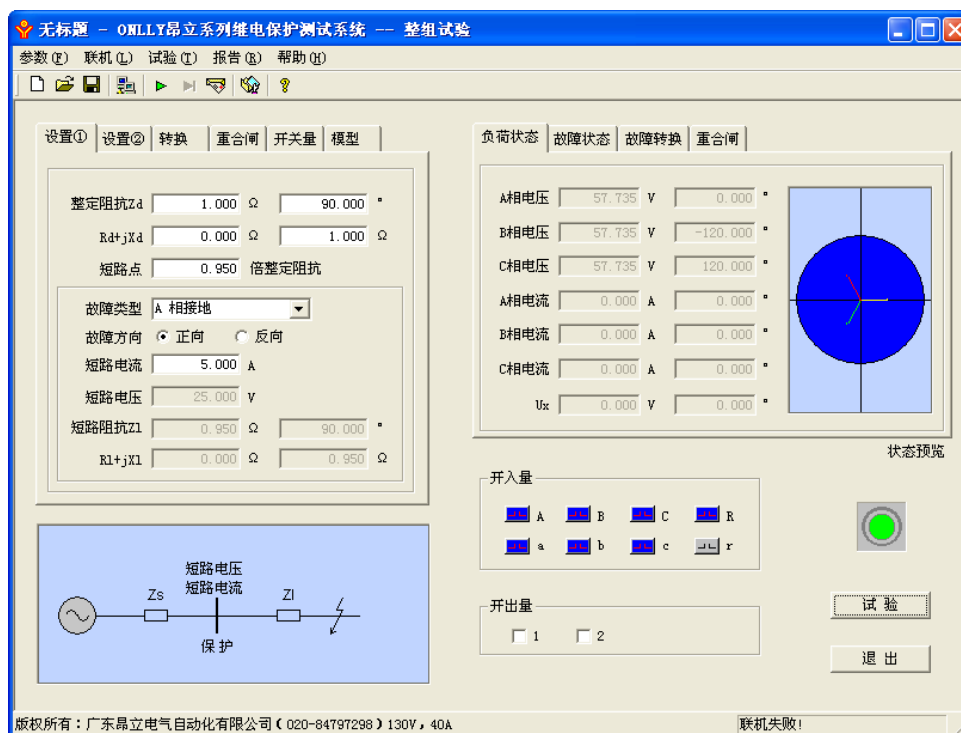 无标题 - ONLLY昂立系列继电保护测试系统 -- 整组试验
参数(F) 联机(L) 试验(T) 报告(R) 帮助(H)
设置① 设置② 转换 重合闸 开关量 模型
整定阻抗Zd 1.000 Ω 90.000 °
Rd+jXd 0.000 Ω 1.000 Ω
短路点 0.950 倍整定阻抗
故障类型 A 相接地
故障方向 正向 反向
短路电流 5.000 A
短路电压 25.000 V
短路阻抗Zl 0.950 Ω 90.000 °
Rl+jXl 0.000 Ω 0.950 Ω
短路电压
短路电流
Zs Zl
保护
负荷状态 故障状态 故障转换 重合闸
A相电压 57.735 V 0.000 °
B相电压 57.735 V -120.000 °
C相电压 57.735 V 120.000 °
A相电流 0.000 A 0.000 °
B相电流 0.000 A 0.000 °
C相电流 0.000 A 0.000 °
Ux 0.000 V 0.000 °
状态预览
开入量
A B C R
a b c r
开出量
1 2
试 验
退 出
版权所有：广东昂立电气自动化有限公司(020-84797298)130V，40A
联机失败!